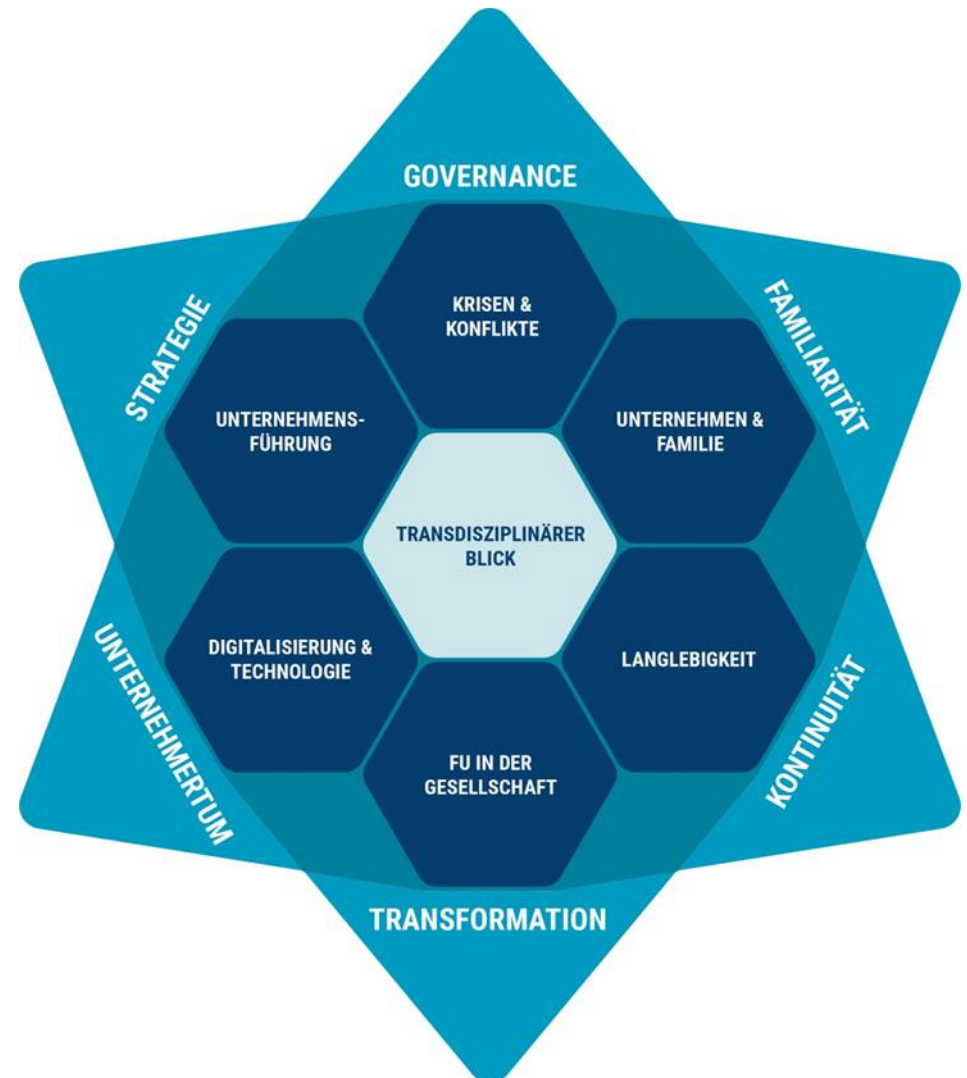 GOVERNANCE
STRATEGIE
FAMILIARITÄT
KRISEN &
KONFLIKTE
UNTERNEHMENS-
FÜHRUNG
UNTERNEHMEN &
FAMILIE
TRANSDISZIPLINÄRER
BLICK
DIGITALISIERUNG &
TECHNOLOGIE
LANGLEBIGKEIT
UNTERNEHMERTUM
KONTINUITÄT
FU IN DER
GESELLSCHAFT
TRANSFORMATION